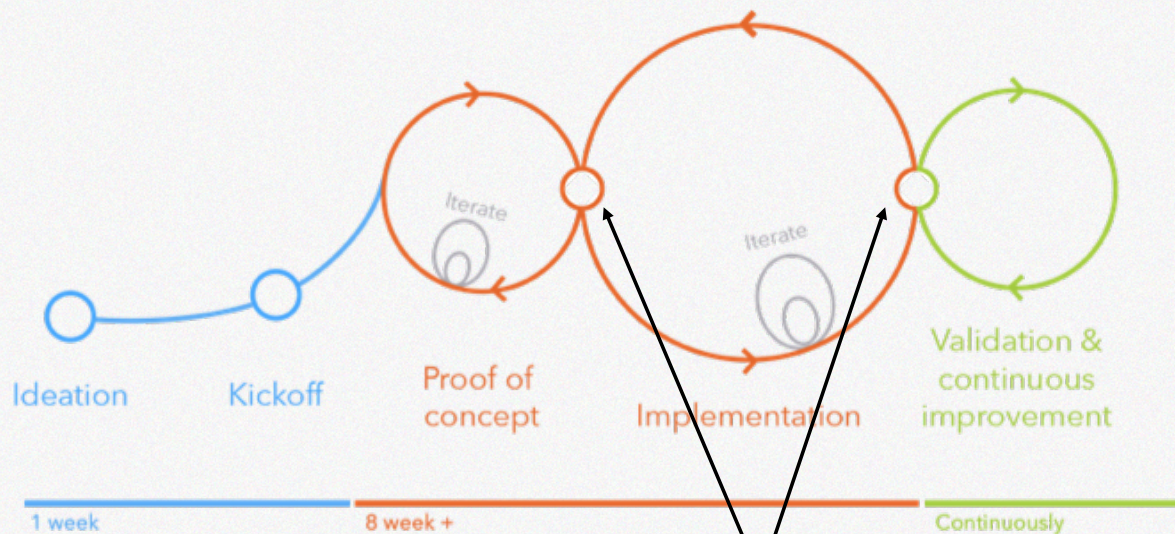 Iterate
Iterate
Ideation
Kickoff
Proof of
concept
Implementation
Validation &
continuous
improvement
1 week
8 week +
Continuously